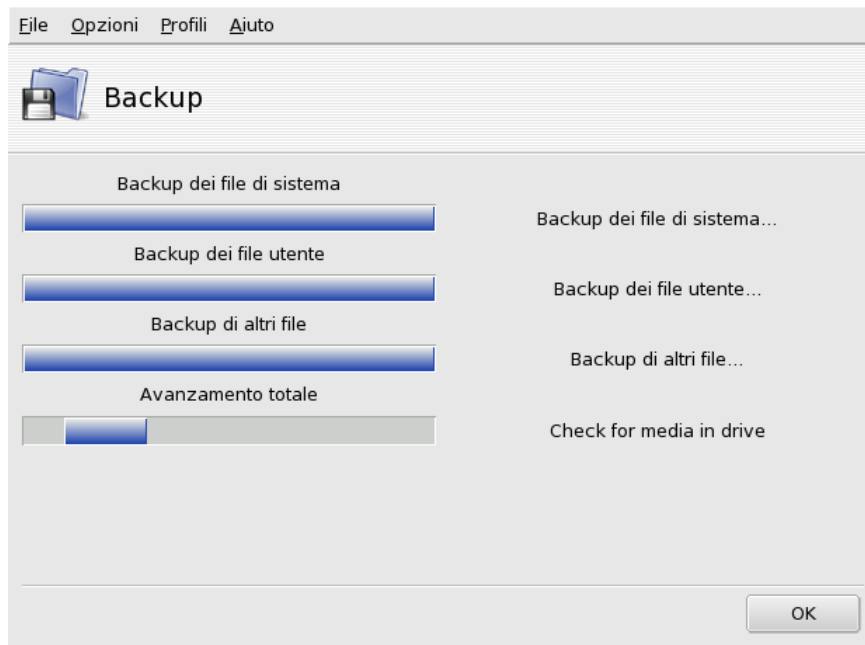 File Opzioni Profili Aiuto
Backup
Backup dei file di sistema
Backup dei file di sistema...
Backup dei file utente
Backup dei file utente...
Backup di altri file
Backup di altri file...
Avanzamento totale
Check for media in drive
OK